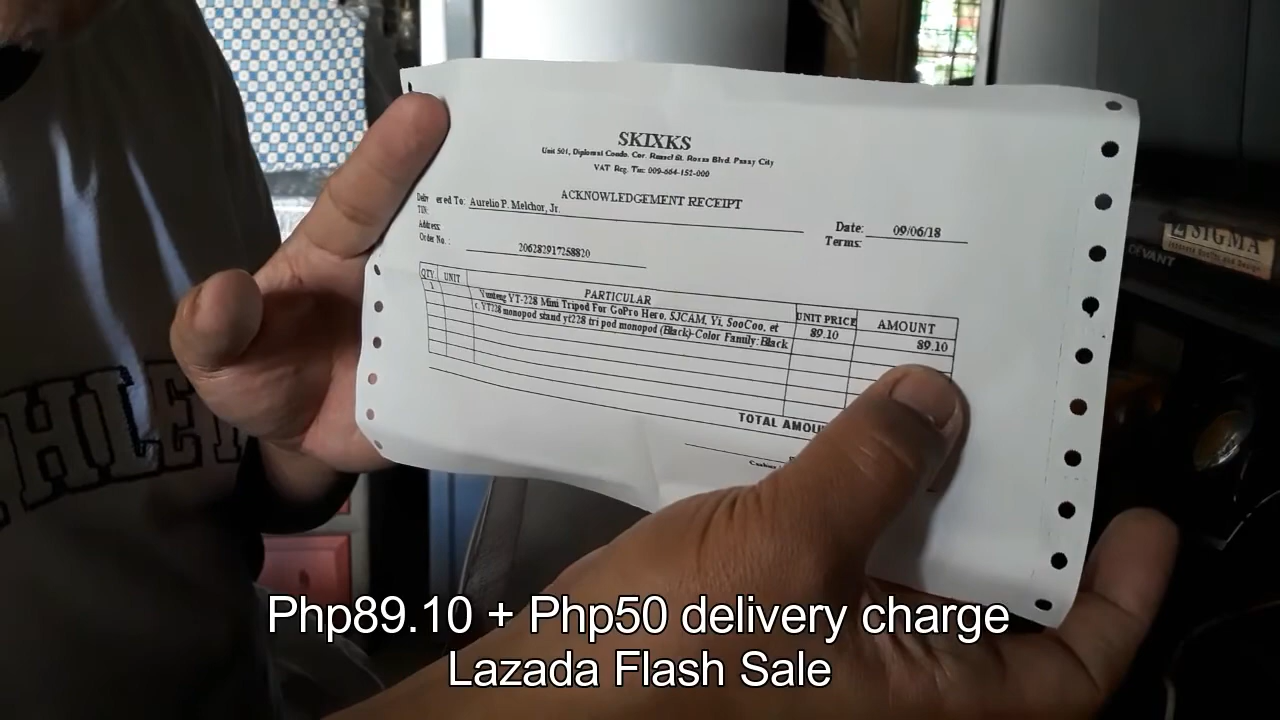 SKIXKS
Unit 501, Diplomat Condo. Cor. Russel St. Roxas Blvd. Pasay City
VAT Reg. Tin: 009-664-151-000
ACKNOWLEDGEMENT RECEIPT
Delivered To: Aurelio P. Melchor, Jr.
TIN:
Date: 09/06/18
Address:
Terms:
Order No.: 206282917258820
QTY. UNIT PARTICULAR UNIT PRICE AMOUNT
1 Yunteng YT-228 Mini Tripod For GoPro Hero, SJCAM, Yi, SooCoo, et 89.10 89.10
c YT228 monopod stand yt228 tri pod monopod (Black)-Color Family:Black
TOTAL AMOU
Cashier
SIGMA
DEVANT
HLET
Php89.10 + Php50 delivery charge
Lazada Flash Sale